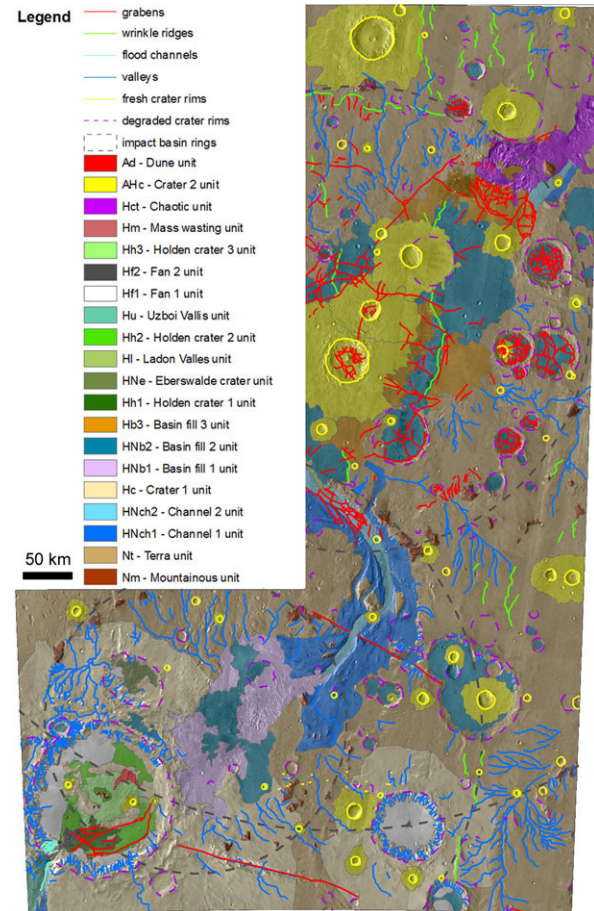 Legend
grabens
wrinkle ridges
flood channels
valleys
fresh crater rims
degraded crater rims
impact basin rings
Ad - Dune unit
AHc - Crater 2 unit
Hct - Chaotic unit
Hm - Mass wasting unit
Hh3 - Holden crater 3 unit
Hf2 - Fan 2 unit
Hf1 - Fan 1 unit
Hu - Uzboi Vallis unit
Hh2 - Holden crater 2 unit
Hl - Ladon Valles unit
HNe - Eberswalde crater unit
Hh1 - Holden crater 1 unit
Hb3 - Basin fill 3 unit
HNb2 - Basin fill 2 unit
HNb1 - Basin fill 1 unit
Hc - Crater 1 unit
HNch2 - Channel 2 unit
HNch1 - Channel 1 unit
Nt - Terra unit
Nm - Mountainous unit
50 km